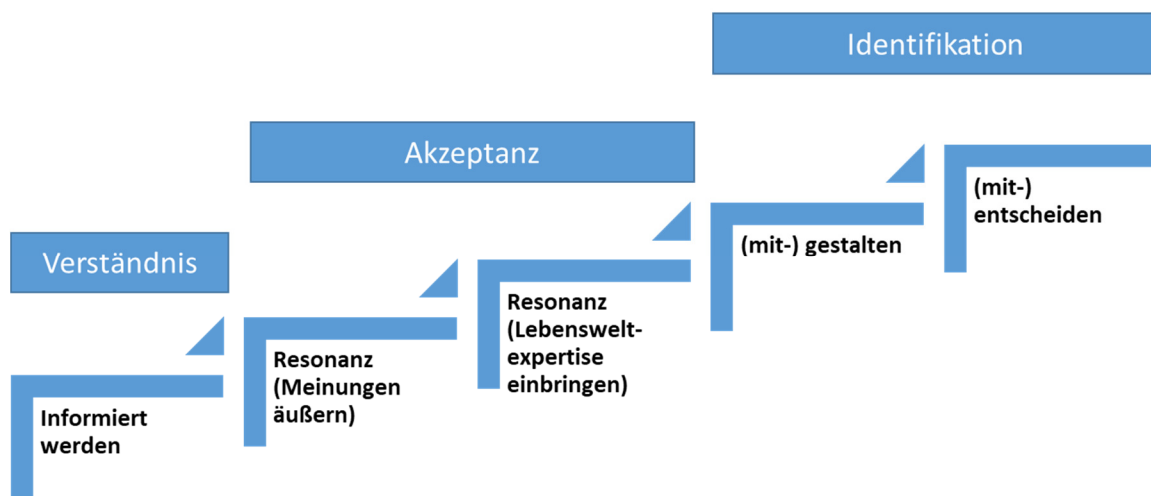 Identifikation
Akzeptanz
Verständnis
Informiert
werden
Resonanz
(Meinungen
äußern)
Resonanz
(Lebenswelt-
expertise
einbringen)
(mit-) gestalten
(mit-)
entscheiden